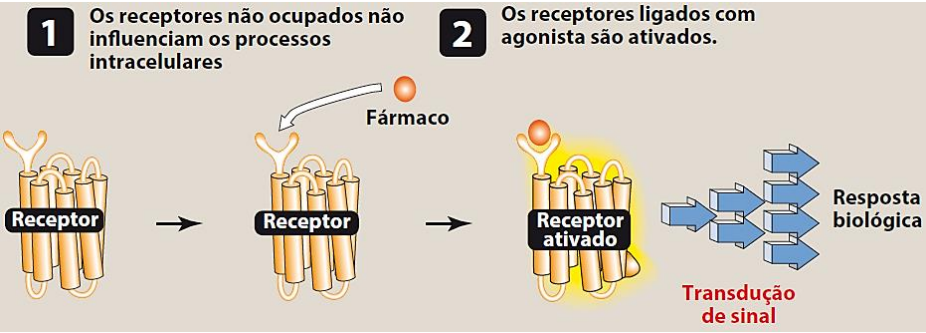 1
Os receptores não ocupados não
influenciam os processos
intracelulares
2
Os receptores ligados com
agonista são ativados.
Fármaco
Receptor
Receptor
Receptor
ativado
Resposta
biológica
Transdução
de sinal